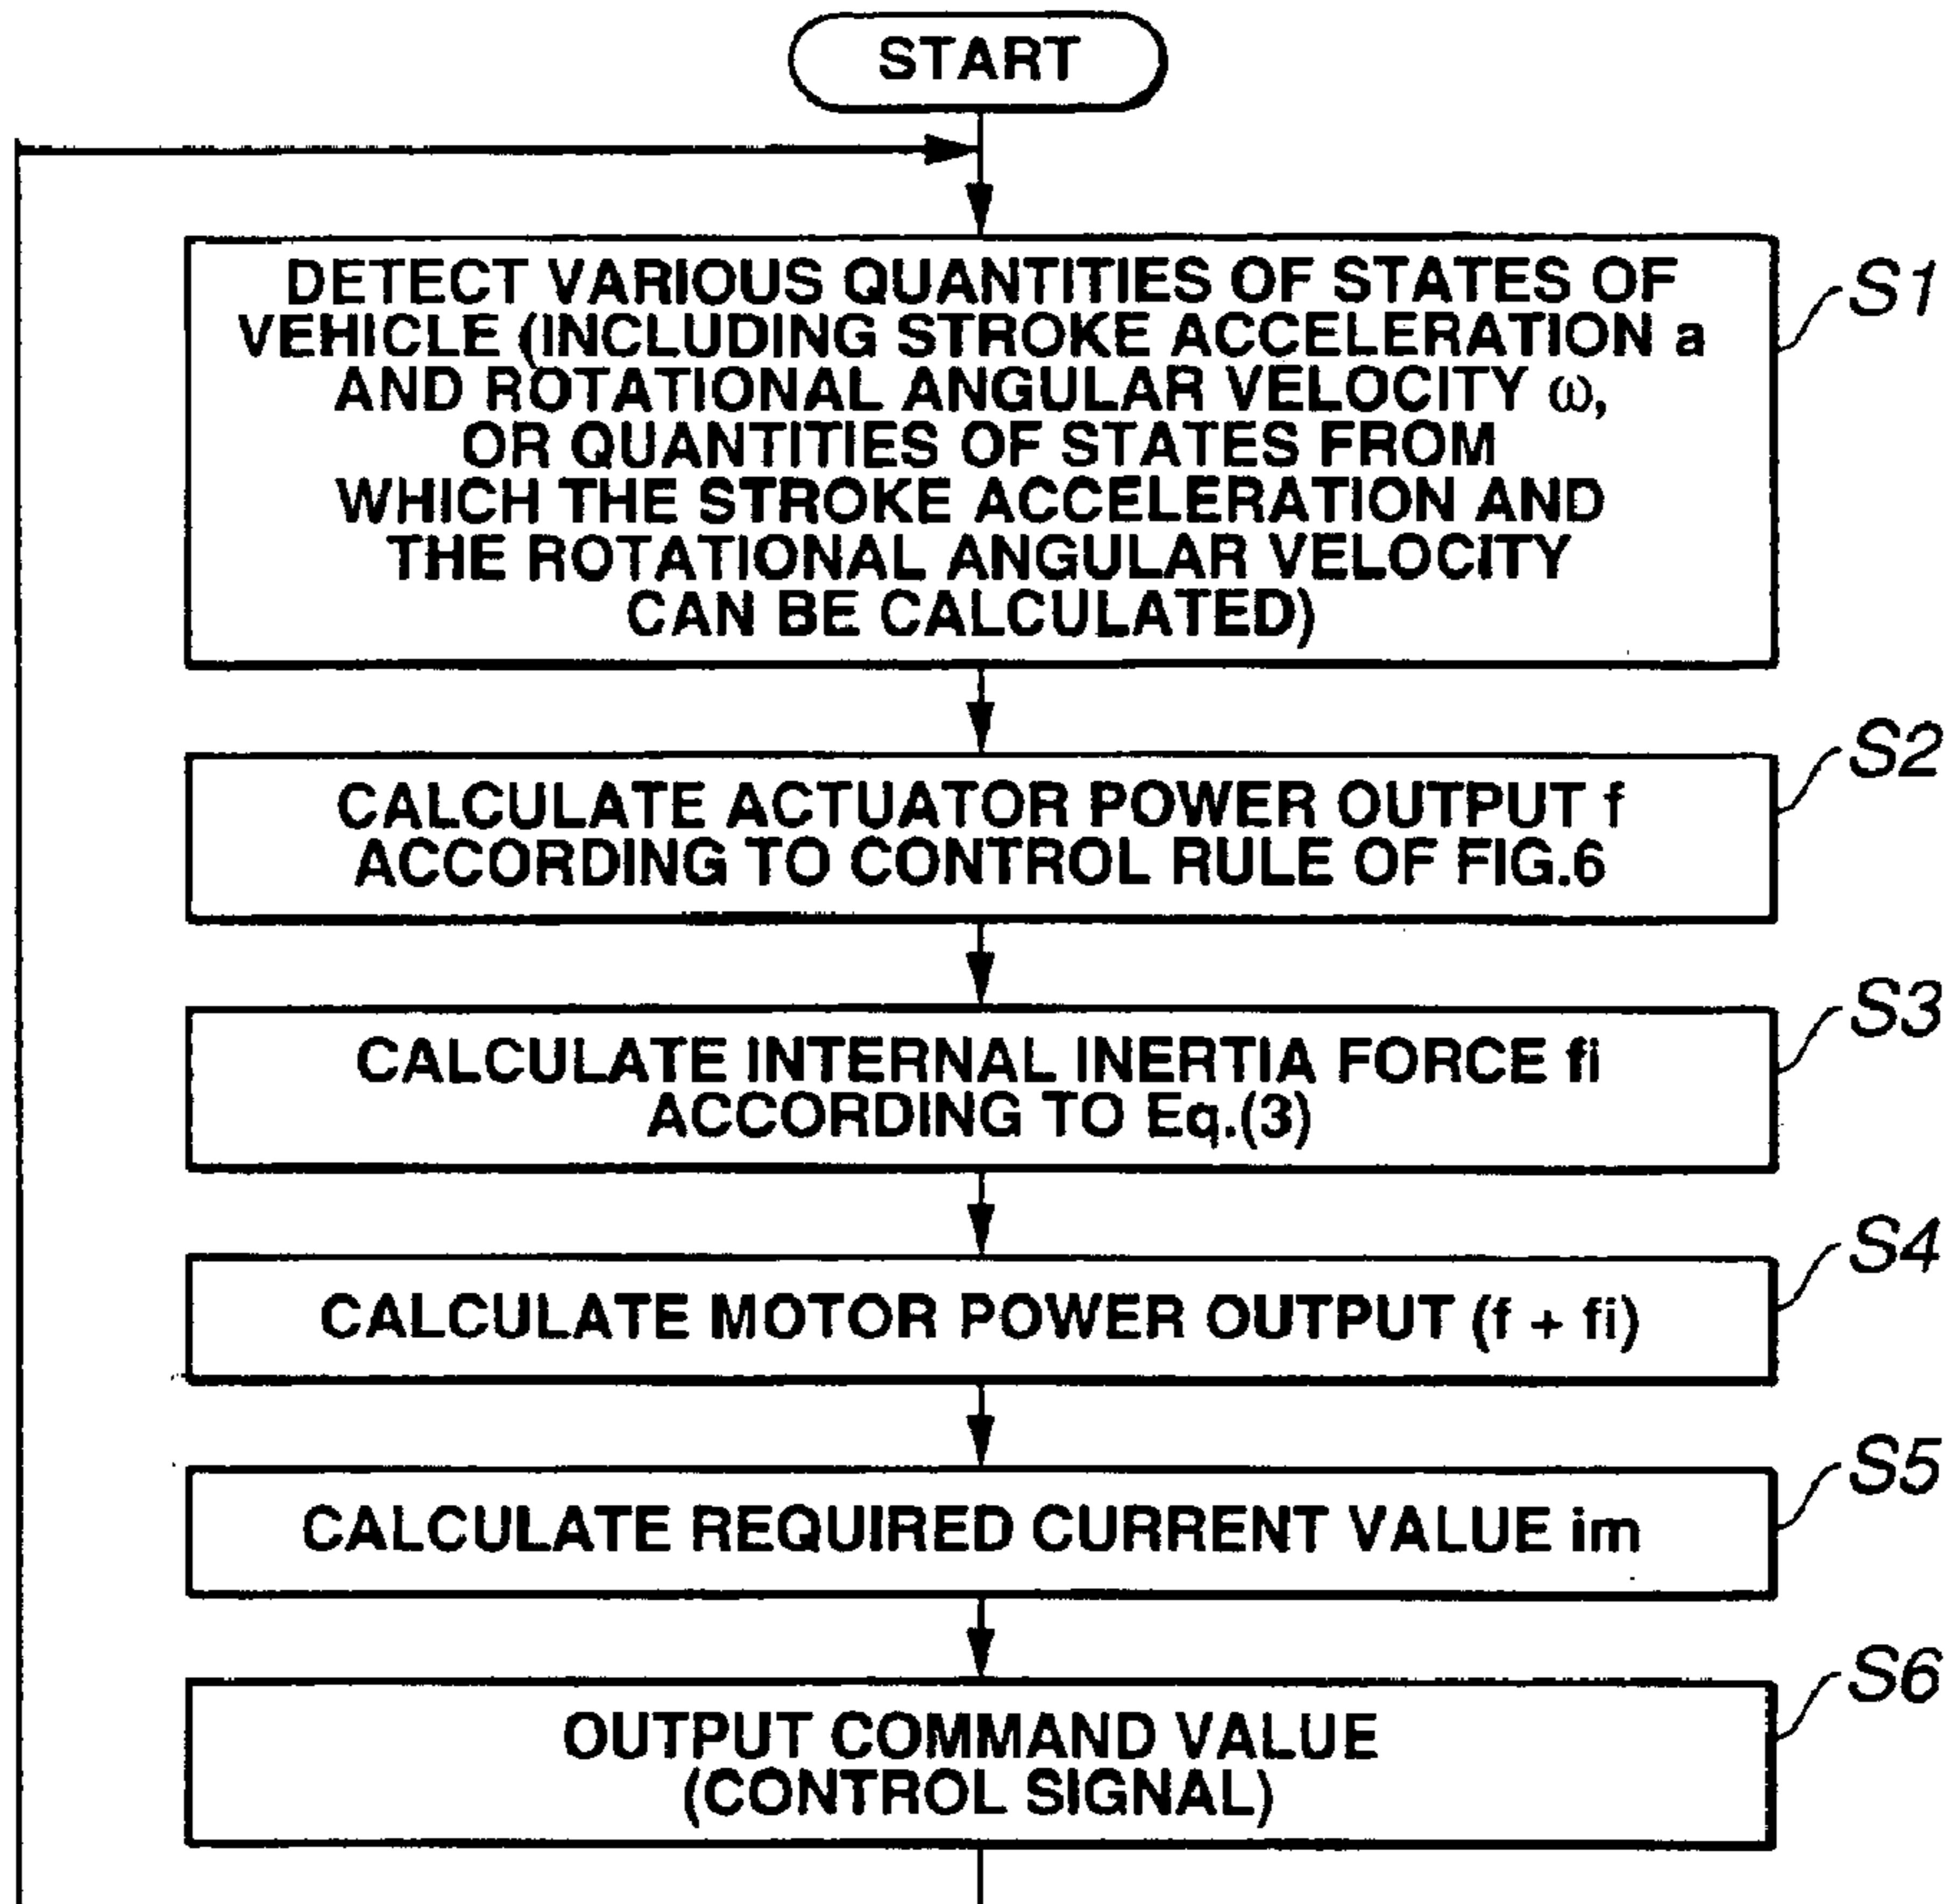 START
DETECT VARIOUS QUANTITIES OF STATES OF
VEHICLE (INCLUDING STROKE ACCELERATION a
AND ROTATIONAL ANGULAR VELOCITY ω,
OR QUANTITIES OF STATES FROM
WHICH THE STROKE ACCELERATION AND
THE ROTATIONAL ANGULAR VELOCITY
CAN BE CALCULATED)
S1
CALCULATE ACTUATOR POWER OUTPUT f
ACCORDING TO CONTROL RULE OF FIG.6
S2
CALCULATE INTERNAL INERTIA FORCE fi
ACCORDING TO Eq.(3)
S3
CALCULATE MOTOR POWER OUTPUT (f + fi)
S4
CALCULATE REQUIRED CURRENT VALUE im
S5
OUTPUT COMMAND VALUE
(CONTROL SIGNAL)
S6